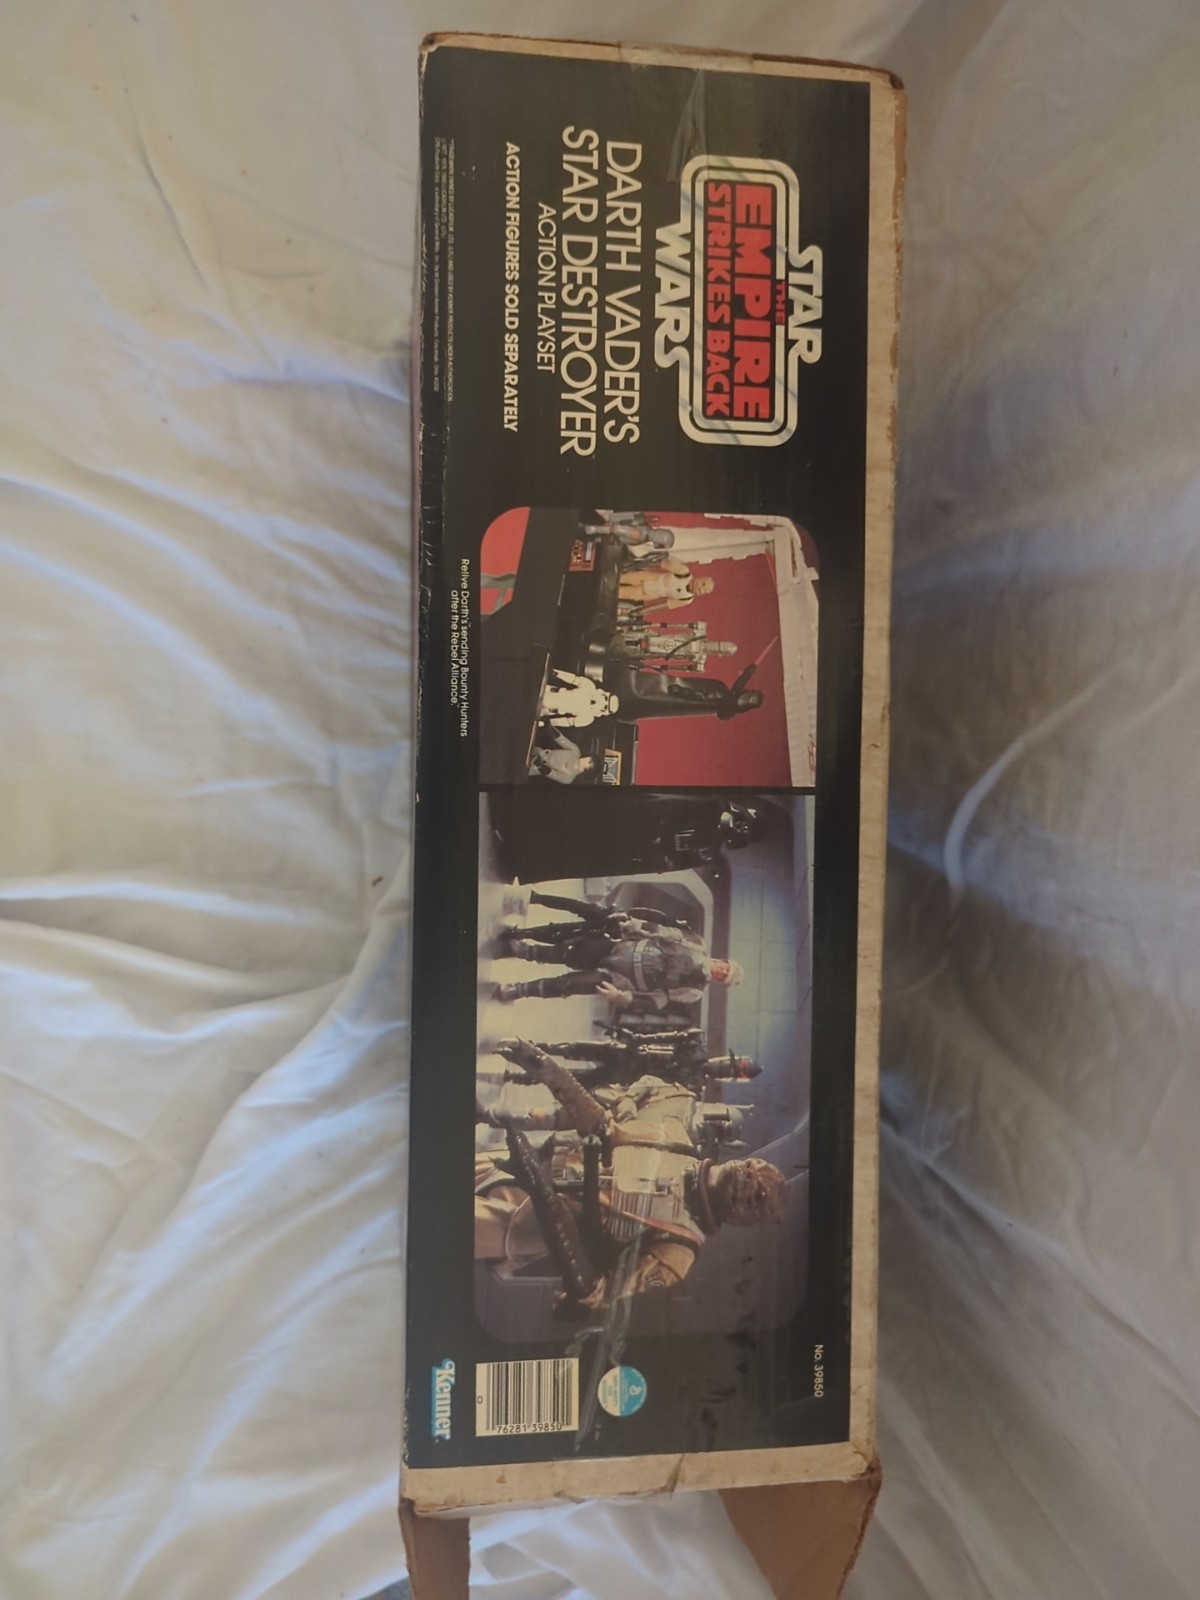 STAR
THE
EMPIRE
STRIKES BACK
WARS
DARTH VADER'S
STAR DESTROYER
ACTION PLAYSET
ACTION FIGURES SOLD SEPARATELY
Relive Darth's sending Bounty Hunters
after the Rebel Alliance.
No. 39850
0
76281 39850
Kenner